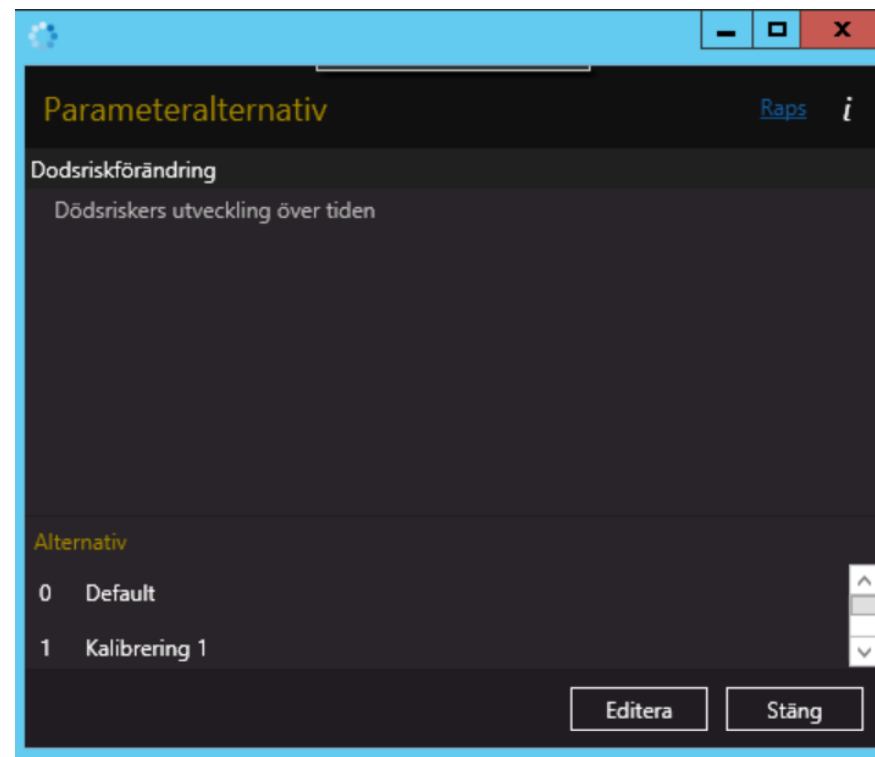 Parameteralternativ Raps i
Dodsriskförändring
Dödsriskers utveckling över tiden
Alternativ
0 Default
1 Kalibrering 1
Editera Stäng